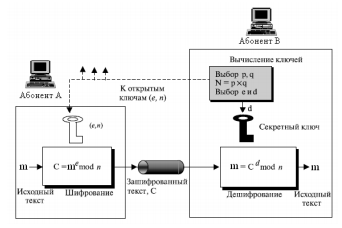 Абонент В
Вычисление ключей
Выбор p, q
N = p×q
Выбор e и d
К открытым
ключам (e, n)
Абонент А
d
(e,n)
Секретный ключ
m
C = m^e mod n
m = C^d mod n
m
Исходный
текст
Шифрование
Зашифрованный
текст, С
Дешифрование
Исходный
текст